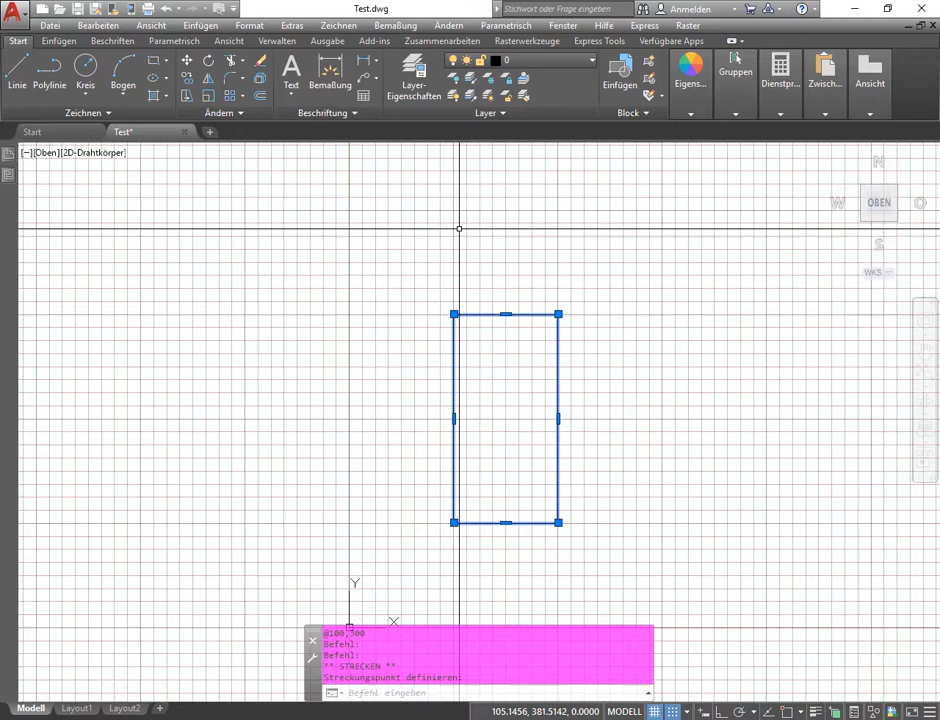 Test.dwg
Stichwort oder Frage eingeben
Anmelden
Datei Bearbeiten Ansicht Einfügen Format Extras Zeichnen Bemaßung Ändern Parametrisch Fenster Hilfe Express Raster
Start Einfügen Beschriften Parametrisch Ansicht Verwalten Ausgabe Add-ins Zusammenarbeiten Rasterwerkzeuge Express Tools Verfügbare Apps
Linie Polylinie Kreis Bogen Text Bemaßung Layer-
Eigenschaften
0
Einfügen Eigens... Gruppen Dienstpr... Zwisch... Ansicht
Zeichnen Ändern Beschriftung Layer Block
Start Test*
[−][Oben][2D-Drahtkörper]
N
W OBEN O
S
WKS
Y
X
@100,300
Befehl:
Befehl:
** STRECKEN **
Streckungspunkt definieren:
Befehl eingeben
Modell Layout1 Layout2
105.1456, 381.5142, 0.0000 MODELL